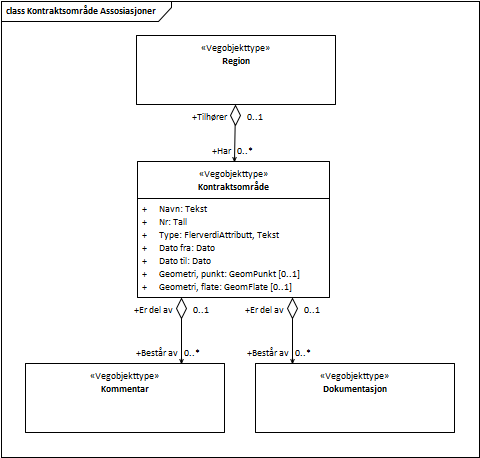 class Kontraktsområde Assosiasjoner
«Vegobjekttype»
Region
+Tilhører 0..1
+Har 0..*
«Vegobjekttype»
Kontraktsområde
+ Navn: Tekst
+ Nr: Tall
+ Type: FlerverdiAttributt, Tekst
+ Dato fra: Dato
+ Dato til: Dato
+ Geometri, punkt: GeomPunkt [0..1]
+ Geometri, flate: GeomFlate [0..1]
+Er del av 0..1 +Er del av 0..1
+Består av 0..* +Består av 0..*
«Vegobjekttype» «Vegobjekttype»
Kommentar Dokumentasjon